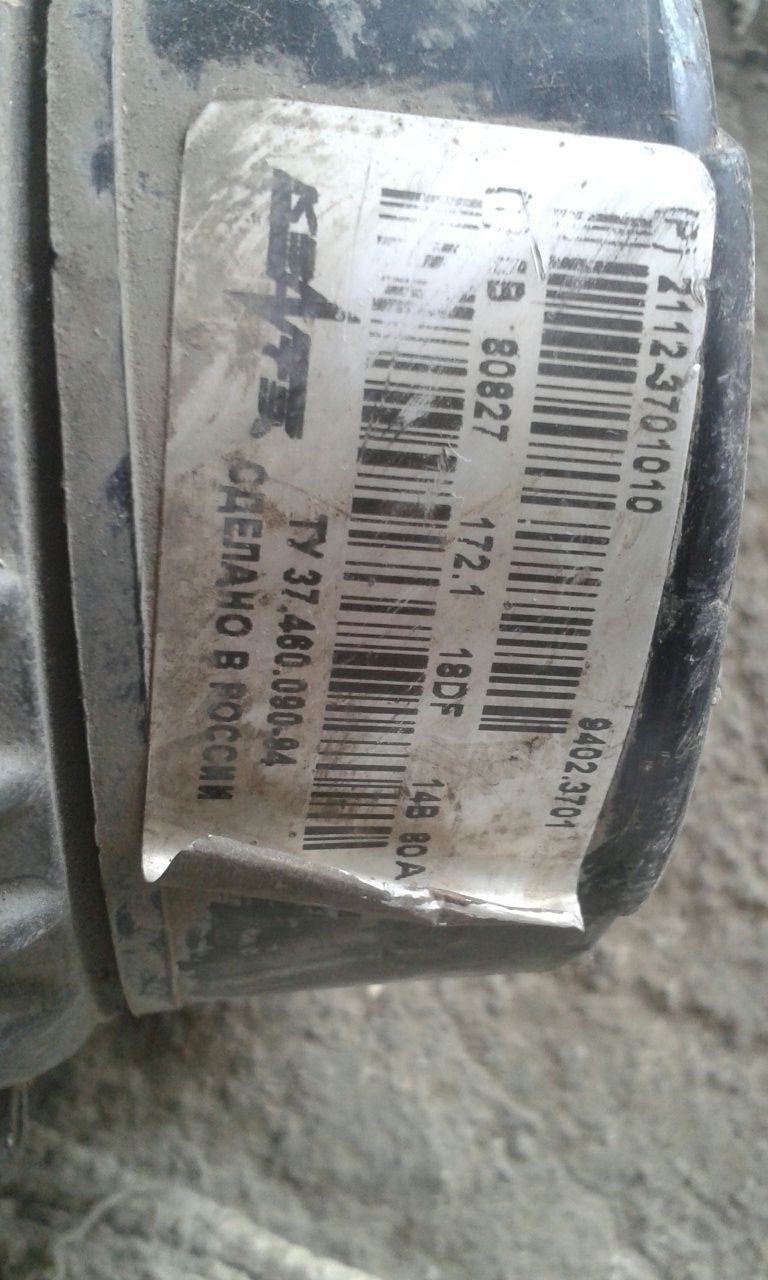 (P) 2112-3701010
9402.3701
80827 172.1 18DF 14В 80А
КЗАТЭ
ТУ 37.460.090-94
СДЕЛАНО В РОССИИ